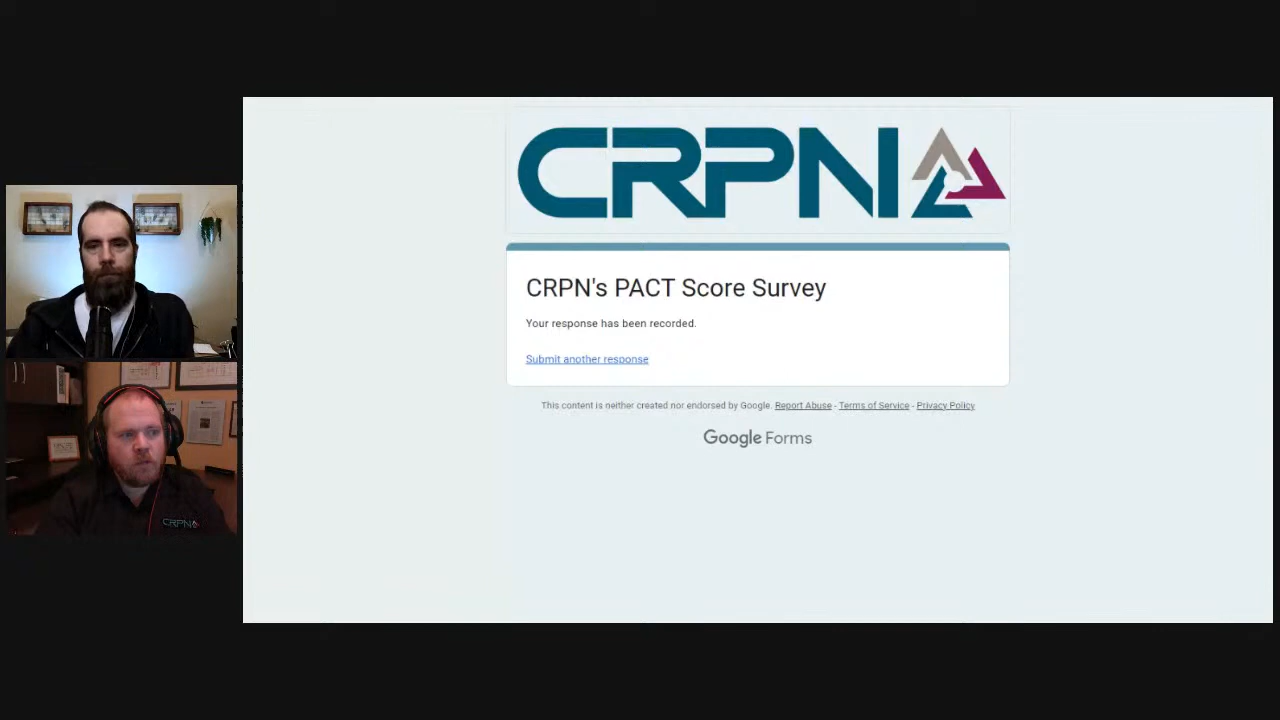 CRPN
CRPN's PACT Score Survey
Your response has been recorded.
Submit another response
This content is neither created nor endorsed by Google. Report Abuse - Terms of Service - Privacy Policy
Google Forms
CRPN